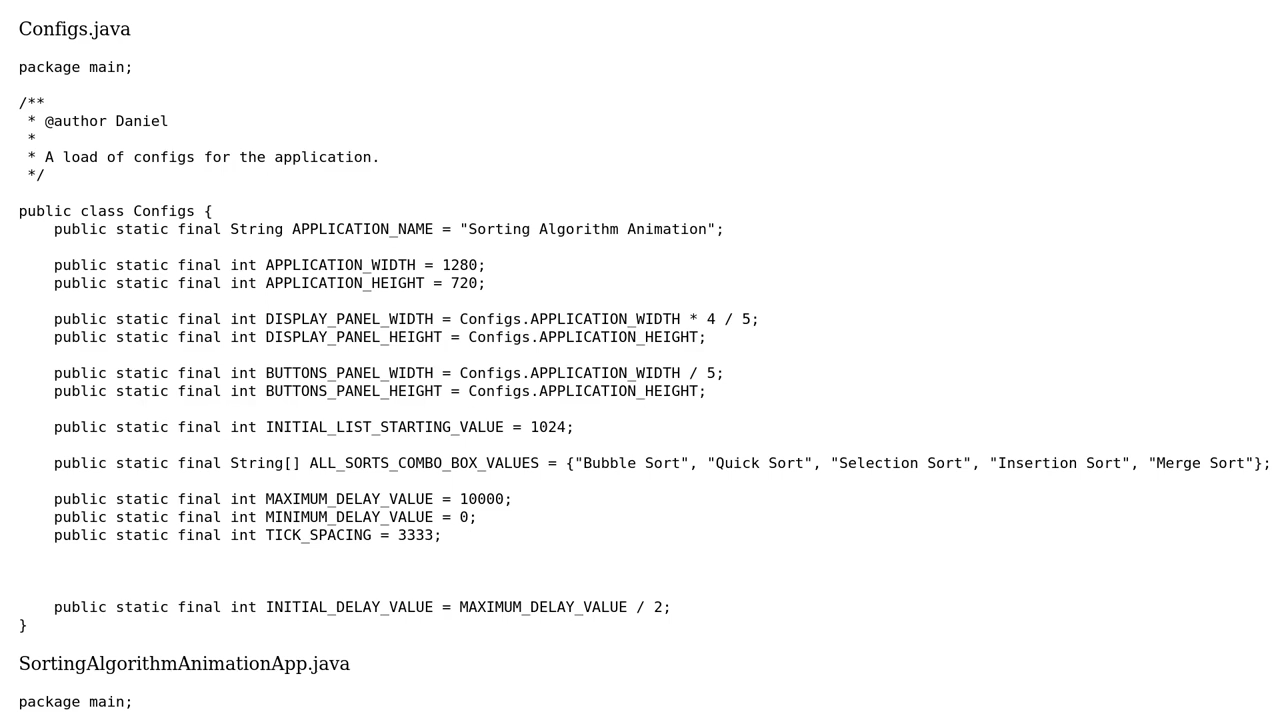 Configs.java
package main;
/**
 * @author Daniel
 *
 * A load of configs for the application.
 */
public class Configs {
    public static final String APPLICATION_NAME = "Sorting Algorithm Animation";
    public static final int APPLICATION_WIDTH = 1280;
    public static final int APPLICATION_HEIGHT = 720;
    public static final int DISPLAY_PANEL_WIDTH = Configs.APPLICATION_WIDTH * 4 / 5;
    public static final int DISPLAY_PANEL_HEIGHT = Configs.APPLICATION_HEIGHT;
    public static final int BUTTONS_PANEL_WIDTH = Configs.APPLICATION_WIDTH / 5;
    public static final int BUTTONS_PANEL_HEIGHT = Configs.APPLICATION_HEIGHT;
    public static final int INITIAL_LIST_STARTING_VALUE = 1024;
    public static final String[] ALL_SORTS_COMBO_BOX_VALUES = {"Bubble Sort", "Quick Sort", "Selection Sort", "Insertion Sort", "Merge Sort"};
    public static final int MAXIMUM_DELAY_VALUE = 10000;
    public static final int MINIMUM_DELAY_VALUE = 0;
    public static final int TICK_SPACING = 3333;
    public static final int INITIAL_DELAY_VALUE = MAXIMUM_DELAY_VALUE / 2;
}
SortingAlgorithmAnimationApp.java
package main;